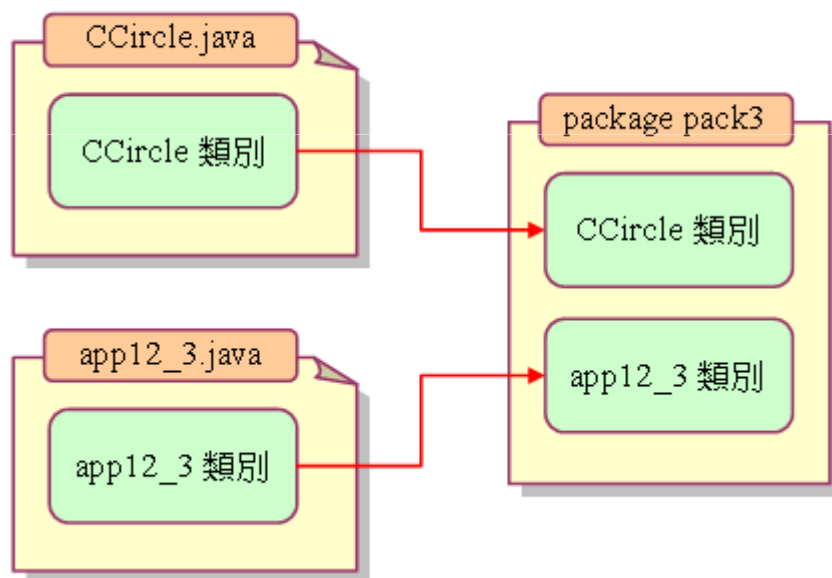 CCircle.java
CCircle 類別
app12_3.java
app12_3 類別
package pack3
CCircle 類別
app12_3 類別